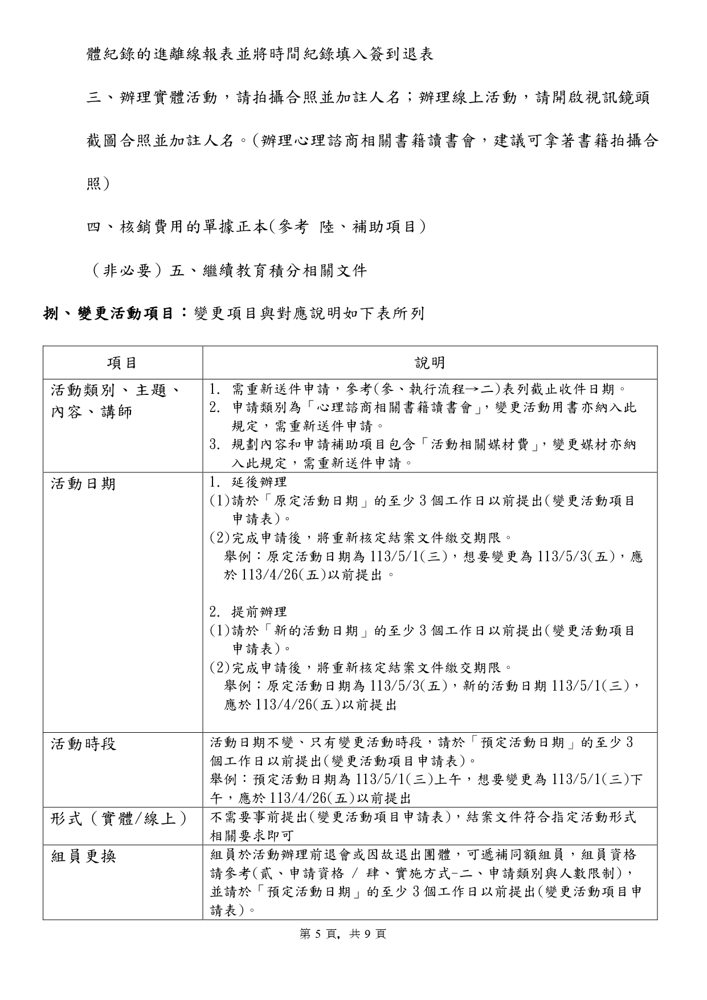 體紀錄的進離線報表並將時間紀錄填入簽到退表
三、辦理實體活動，請拍攝合照並加註人名；辦理線上活動，請開啟視訊鏡頭
截圖合照並加註人名。(辦理心理諮商相關書籍讀書會，建議可拿著書籍拍攝合
照)
四、核銷費用的單據正本(參考 陸、補助項目)
（非必要）五、繼續教育積分相關文件
捌、變更活動項目：變更項目與對應說明如下表所列
項目
說明
活動類別、主題、
內容、講師
1. 需重新送件申請，參考(參、執行流程→二)表列截止收件日期。
2. 申請類別為「心理諮商相關書籍讀書會」，變更活動用書亦納入此
規定，需重新送件申請。
3. 規劃內容和申請補助項目包含「活動相關媒材費」，變更媒材亦納
入此規定，需重新送件申請。
活動日期
1. 延後辦理
(1)請於「原定活動日期」的至少 3 個工作日以前提出(變更活動項目
申請表)。
(2)完成申請後，將重新核定結案文件繳交期限。
舉例：原定活動日期為 113/5/1(三)，想要變更為 113/5/3(五)，應
於 113/4/26(五)以前提出。
2. 提前辦理
(1)請於「新的活動日期」的至少 3 個工作日以前提出(變更活動項目
申請表)。
(2)完成申請後，將重新核定結案文件繳交期限。
舉例：原定活動日期為 113/5/3(五)，新的活動日期 113/5/1(三)，
應於 113/4/26(五)以前提出
活動時段
活動日期不變、只有變更活動時段，請於「預定活動日期」的至少 3
個工作日以前提出(變更活動項目申請表)。
舉例：預定活動日期為 113/5/1(三)上午，想要變更為 113/5/1(三)下
午，應於 113/4/26(五)以前提出
形式（實體/線上）
不需要事前提出(變更活動項目申請表)，結案文件符合指定活動形式
相關要求即可
組員更換
組員於活動辦理前退會或因故退出團體，可遞補同額組員，組員資格
請參考(貳、申請資格 / 肆、實施方式-二、申請類別與人數限制)，
並請於「預定活動日期」的至少 3 個工作日以前提出(變更活動項目申
請表)。
第 5 頁，共 9 頁